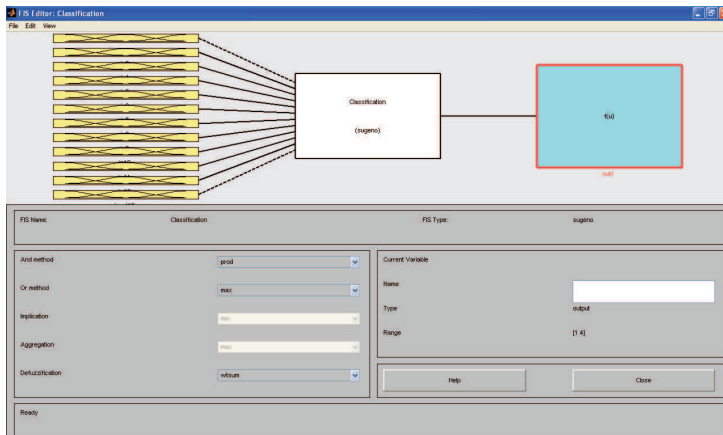 FIS Editor: Classification
File Edit View
Classification
(sugeno)
f(u)
FIS Name: Classification FIS Type: sugeno
And method prod
Or method max
Implication min
Aggregation max
Defuzzification wtsum
Current Variable
Name
Type output
Range [1 4]
Help Close
Ready